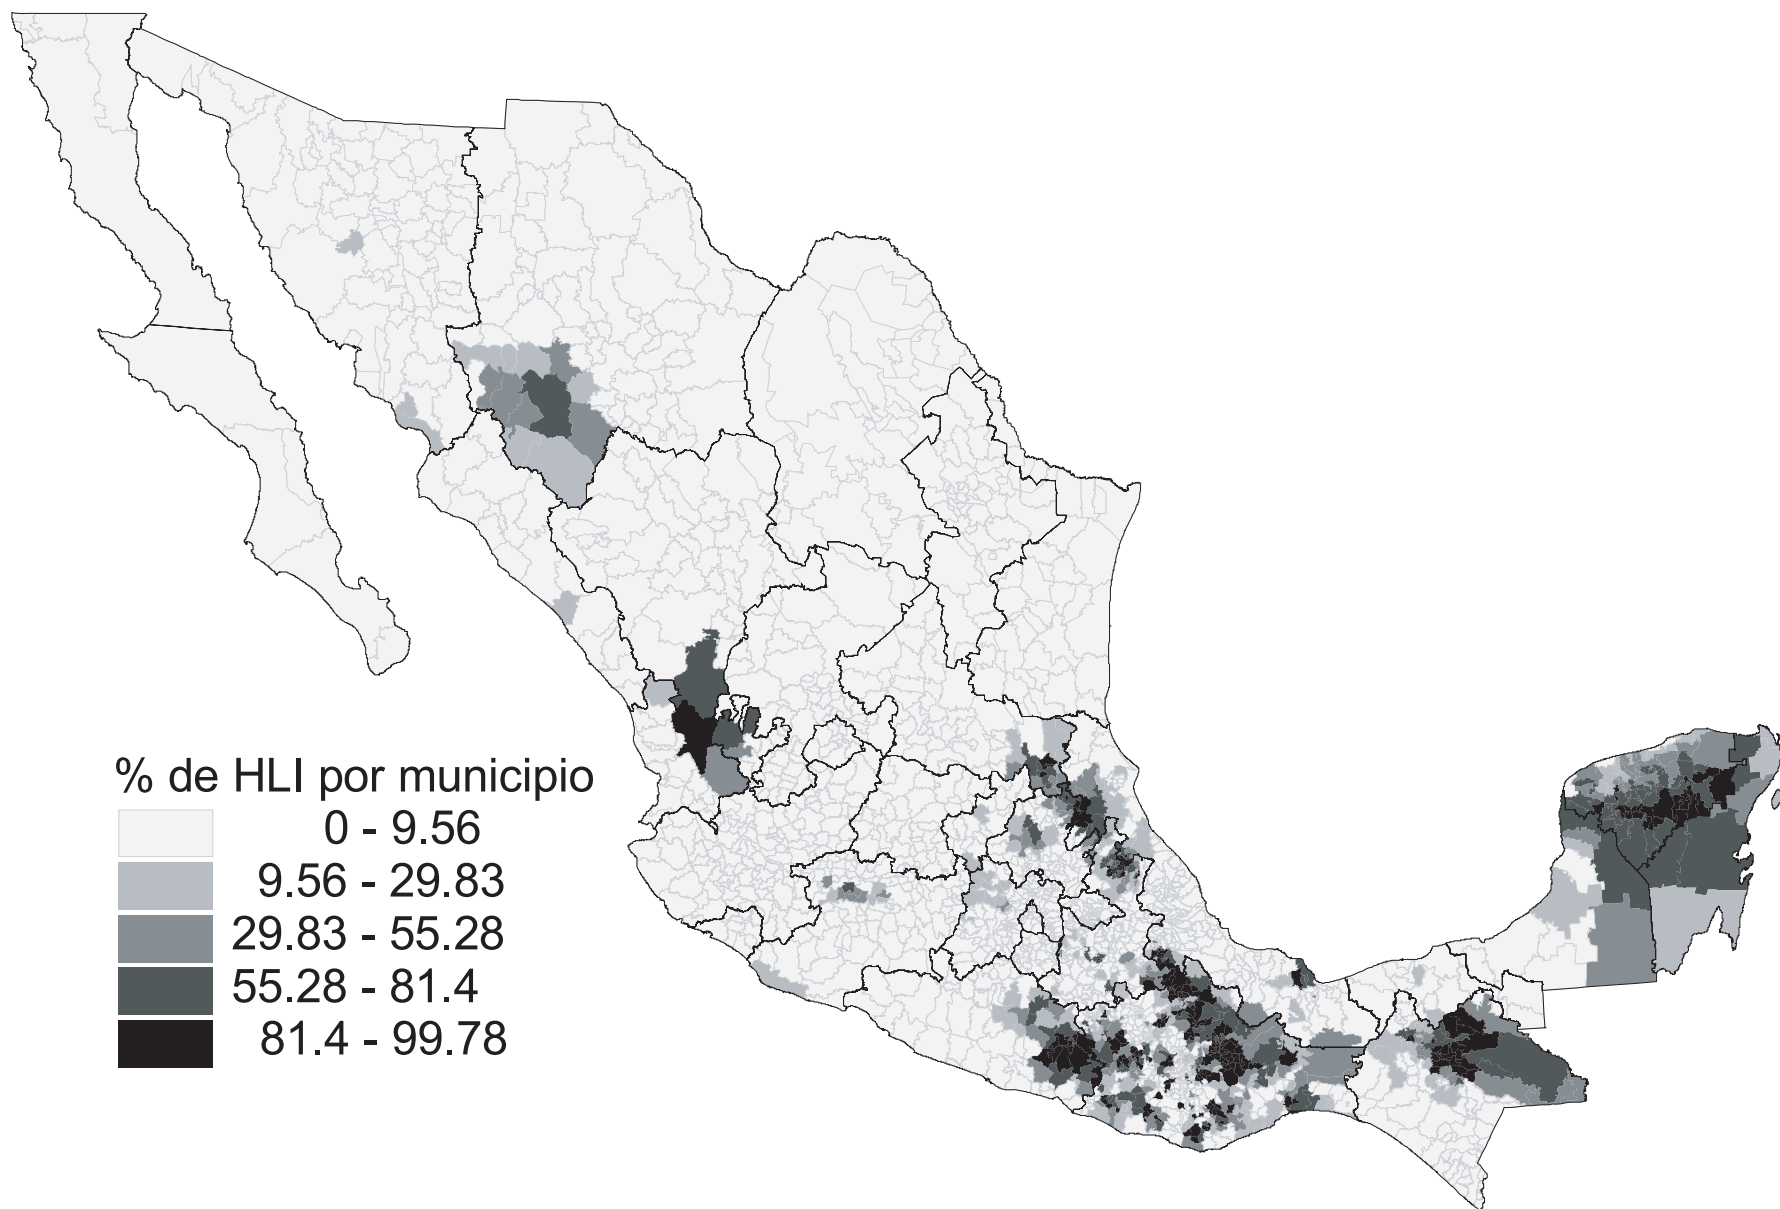 % de HLI por municipio
0 - 9.56
9.56 - 29.83
29.83 - 55.28
55.28 - 81.4
81.4 - 99.78